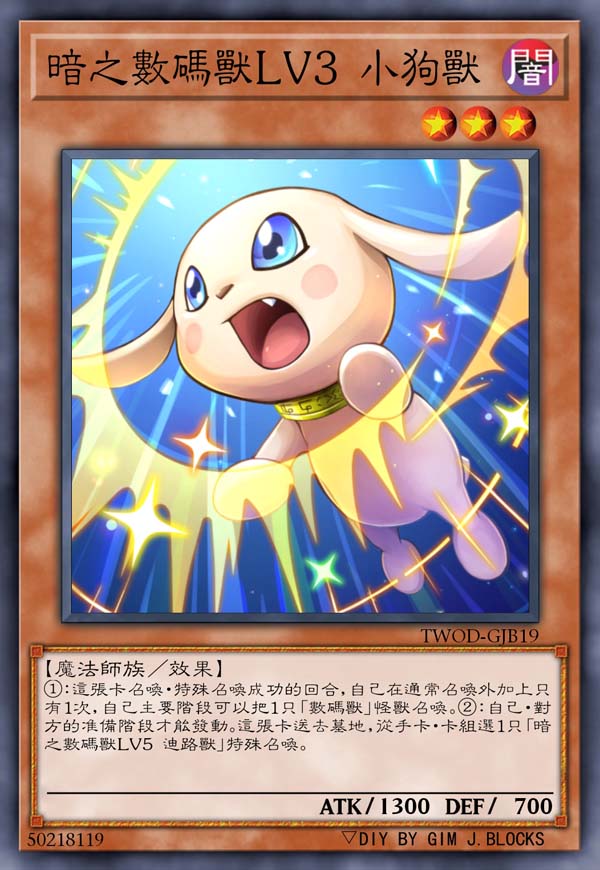 暗之數碼獸LV3 小狗獸
闇
TWOD-GJB19
【魔法師族／效果】
①:這張卡召喚・特殊召喚成功的回合,自己在通常召喚外加上只
有1次,自己主要階段可以把1只「數碼獸」怪獸召喚。②:自己・對
方的准備階段才能發動。這張卡送去墓地,從手卡・卡組選1只「暗
之數碼獸LV5 迪路獸」特殊召喚。
ATK/1300 DEF/ 700
50218119
▽DIY BY GIM J.BLOCKS